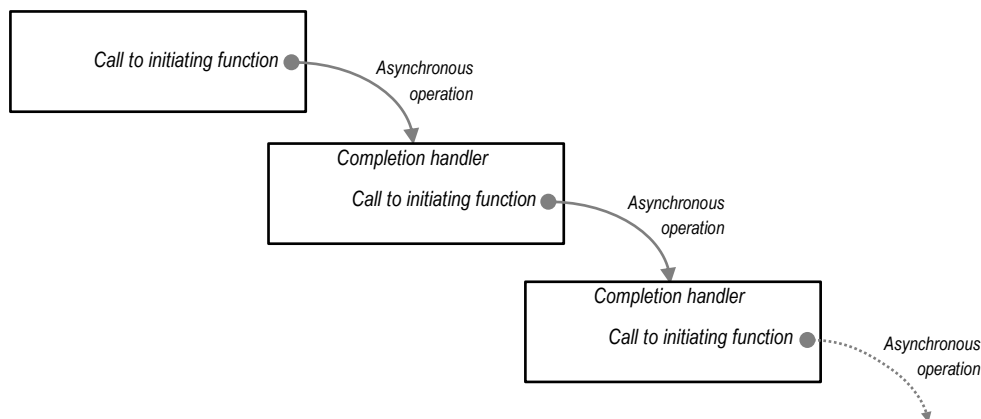 Call to initiating function
Asynchronous
operation
Completion handler
Call to initiating function
Asynchronous
operation
Completion handler
Call to initiating function
Asynchronous
operation